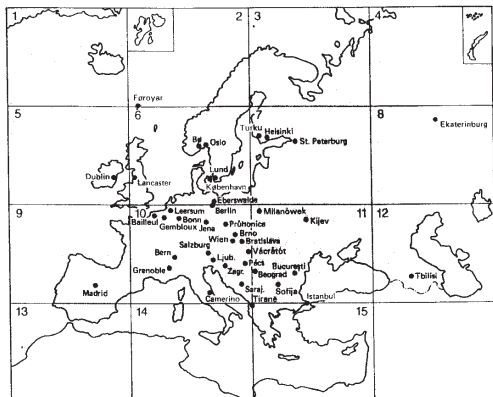 1
2
3
4
Føroyar
5
6
7
8
Ekaterinburg
Turku
Helsinki
Bø
Oslo
St. Peterburg
Dublin
Lancaster
Lund
København
Eberswalde
9
10
11
12
Leersum
Berlin
Milanówek
Bailleul
Bonn
Kijev
Gembloux
Jena
Průhonice
Brno
Wien
Bratislava
Salzburg
Vácrátót
Bern
Ljub.
Pécs
Grenoble
Zagr.
Beograd
București
Tbilisi
Madrid
Saraj.
Sofija
Camerino
Tiranë
Istanbul
13
14
15